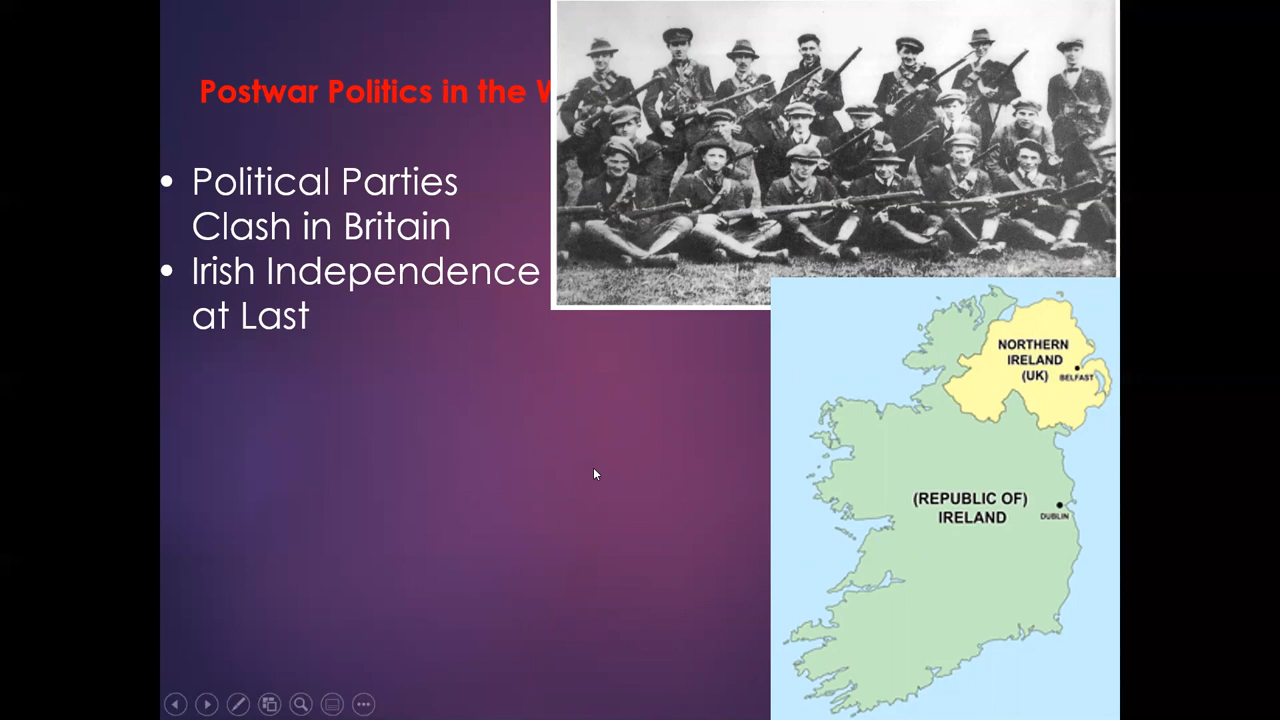 Postwar Politics in the
• Political Parties
Clash in Britain
• Irish Independence
at Last
NORTHERN
IRELAND
(UK)
BELFAST
(REPUBLIC OF)
IRELAND
DUBLIN